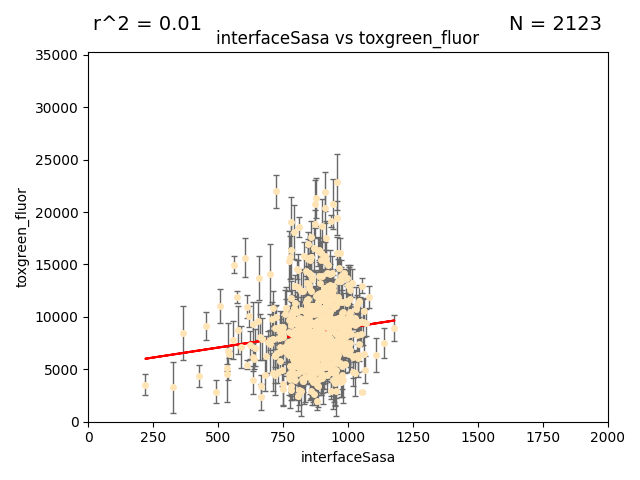 r^2 = 0.01
N = 2123
interfaceSasa vs toxgreen_fluor
35000
30000
25000
20000
15000
10000
5000
0
toxgreen_fluor
0 250 500 750 1000 1250 1500 1750 2000
interfaceSasa